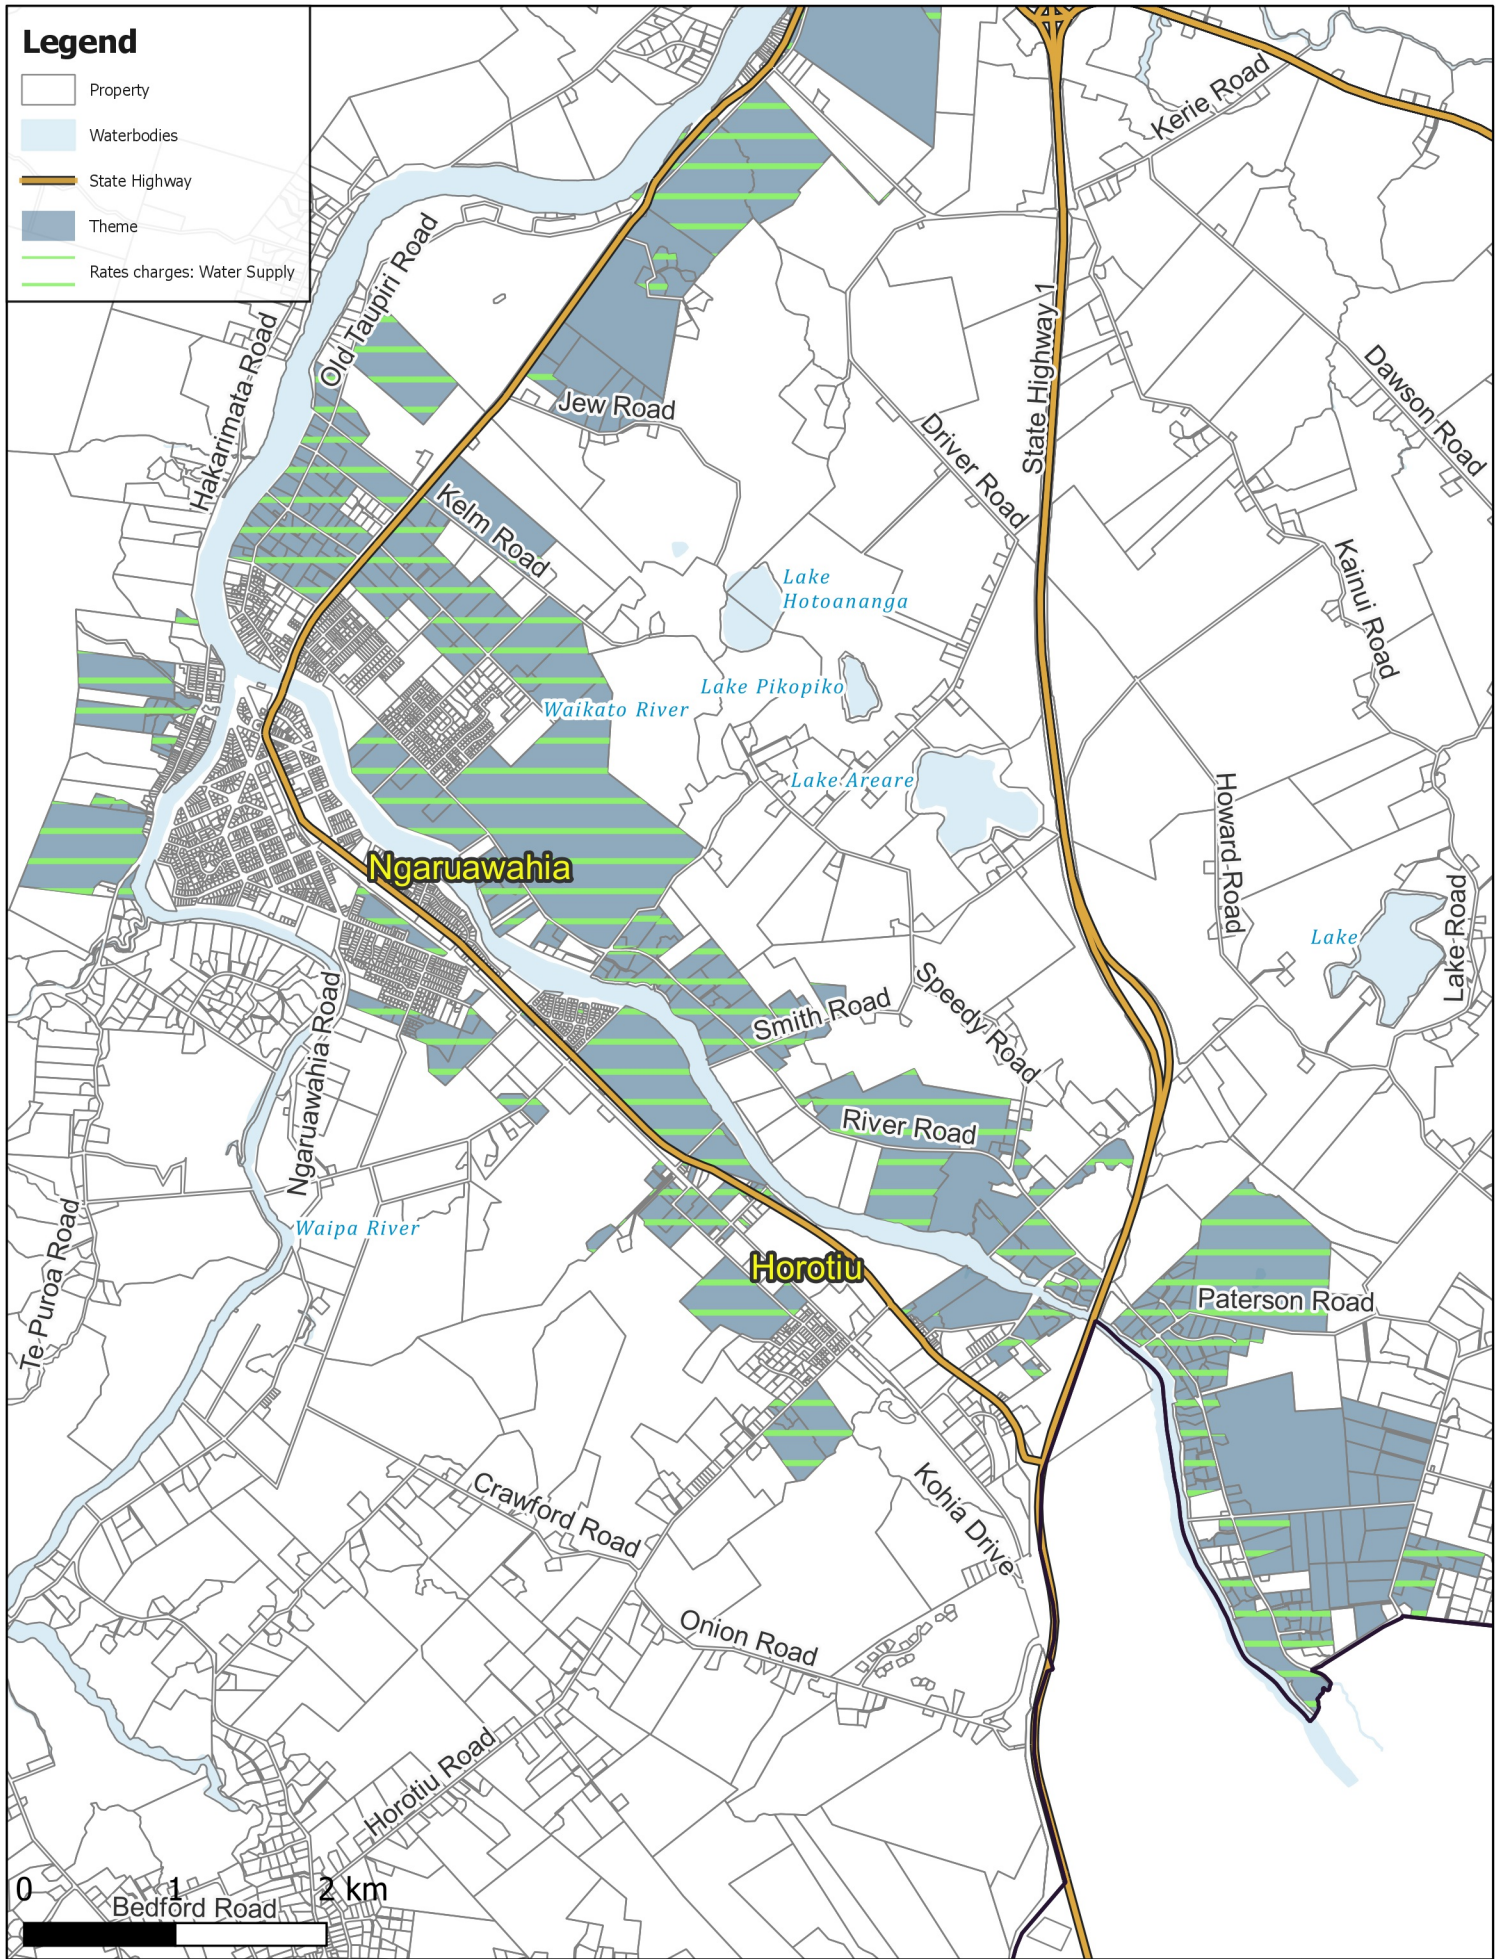 Legend
Property
Waterbodies
State Highway
Theme
Rates charges: Water Supply
Kerie Road
Old Taupiri Road
Hakarimata Road
State Highway 1
Dawson Road
Jew Road
Driver Road
Kelm Road
Kainui Road
Lake
Hotoananga
Lake Pikopiko
Waikato River
Lake Areare
Howard Road
Ngaruawahia
Lake
Lake Road
Ngaruawahia Road
Smith Road
Speedy Road
River Road
Te Puroa Road
Waipa River
Horotiu
Paterson Road
Crawford Road
Kohia Drive
Onion Road
Horotiu Road
0 1 2 km
Bedford Road